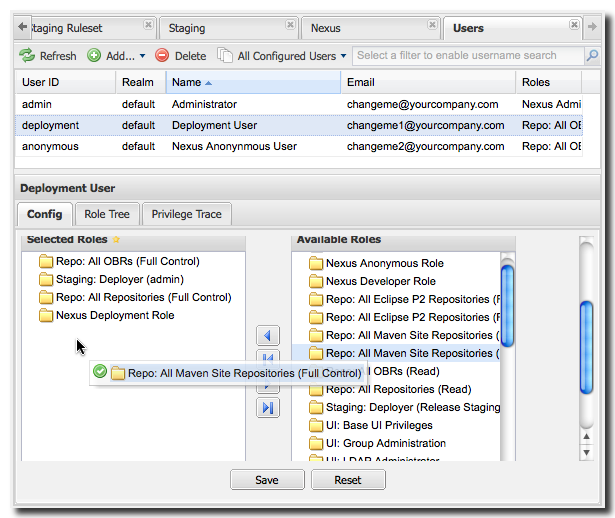 Staging Ruleset Staging Nexus Users
Refresh Add... Delete All Configured Users Select a filter to enable username search
User ID Realm Name Email Roles
admin default Administrator changeme@yourcompany.com Nexus Admi
deployment default Deployment User changeme1@yourcompany.com Repo: All OE
anonymous default Nexus Anonynmous User changeme2@yourcompany.com Repo: All OE
Deployment User
Config Role Tree Privilege Trace
Selected Roles Available Roles
Repo: All OBRs (Full Control) Nexus Anonymous Role
Staging: Deployer (admin) Nexus Developer Role
Repo: All Repositories (Full Control) Repo: All Eclipse P2 Repositories (F
Nexus Deployment Role Repo: All Eclipse P2 Repositories (
Repo: All Maven Site Repositories (
Repo: All Maven Site Repositories (
Repo: All Maven Site Repositories (Full Control) OBRs (Read)
Repo: All Repositories (Read)
Staging: Deployer (Release Staging
UI: Base UI Privileges
UI: Group Administration
UI: LDAP Administrator
Save Reset